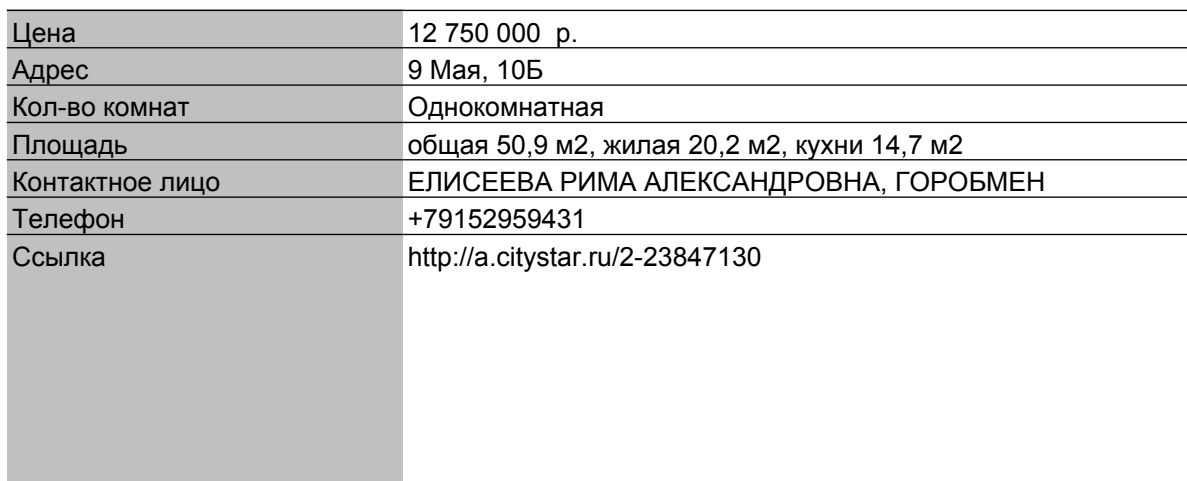 Цена 12 750 000 р.
Адрес 9 Мая, 10Б
Кол-во комнат Однокомнатная
Площадь общая 50,9 м2, жилая 20,2 м2, кухни 14,7 м2
Контактное лицо ЕЛИСЕЕВА РИМА АЛЕКСАНДРОВНА, ГОРОБМЕН
Телефон +79152959431
Ссылка http://a.citystar.ru/2-23847130